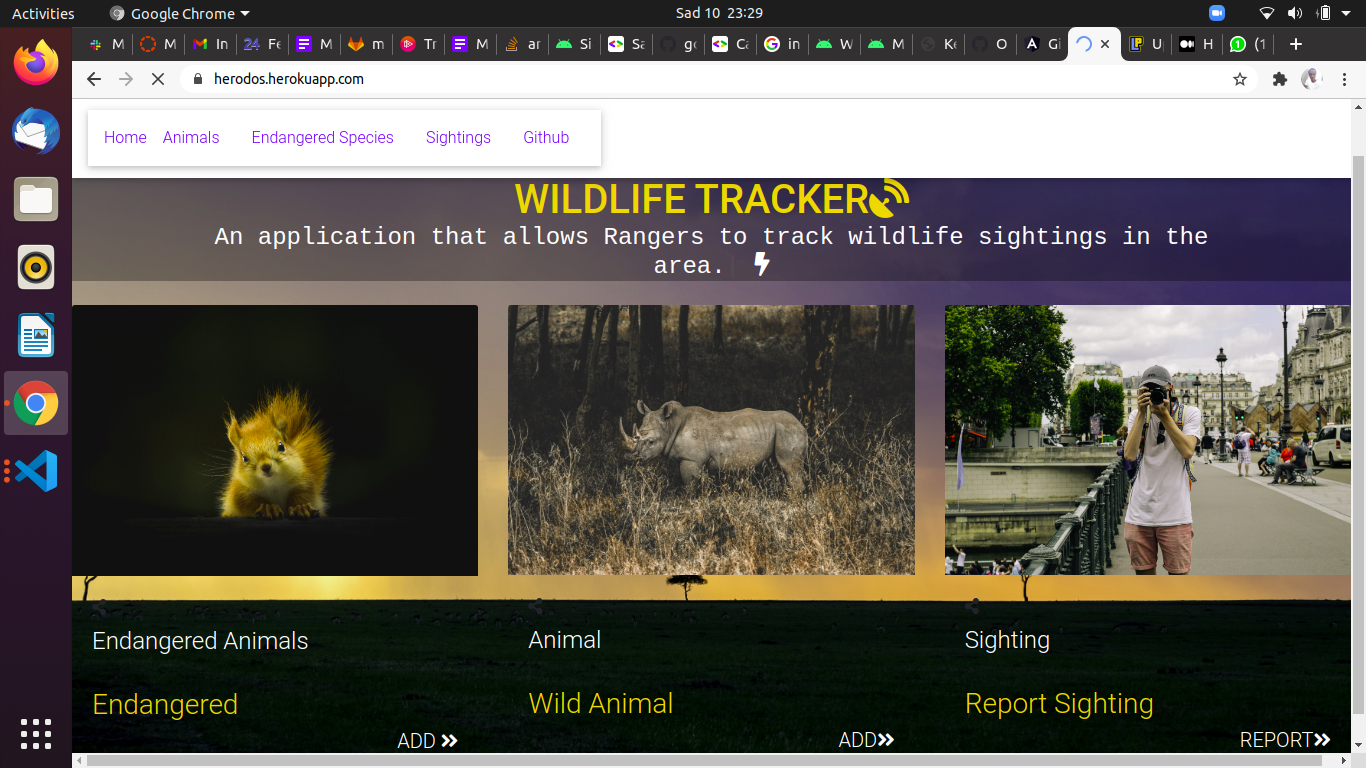 Activities
Google Chrome
Sad 10 23:29
M
M
In
24 Fe
M
m
Tr
M
ar
Si
Sa
gc
Ca
in
W
M
Ke
O
Gi
U
H
1 (1
herodos.herokuapp.com
Home Animals Endangered Species Sightings Github
WILDLIFE TRACKER
An application that allows Rangers to track wildlife sightings in the
area.
Endangered Animals
Endangered
ADD
Animal
Wild Animal
ADD
Sighting
Report Sighting
REPORT